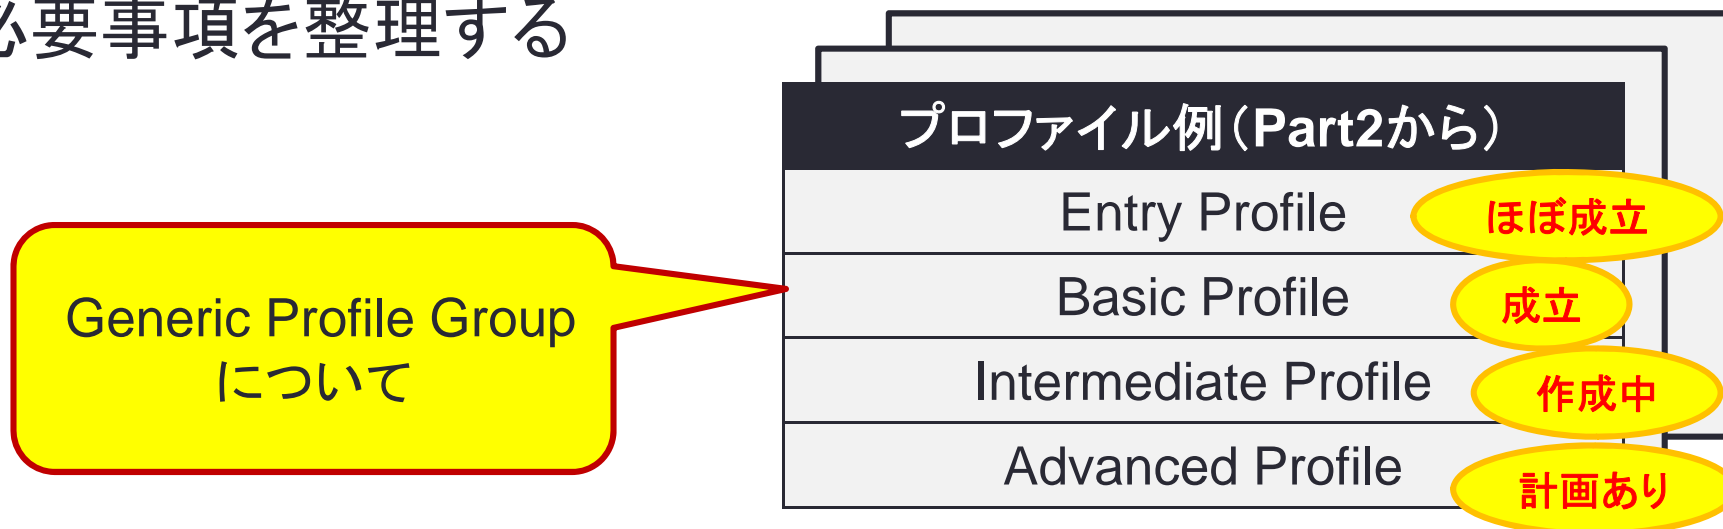 必要事項を整理する
プロファイル例（Part2から）
Entry Profile
ほぼ成立
Basic Profile
成立
Intermediate Profile
作成中
Advanced Profile
計画あり
Generic Profile Group
について